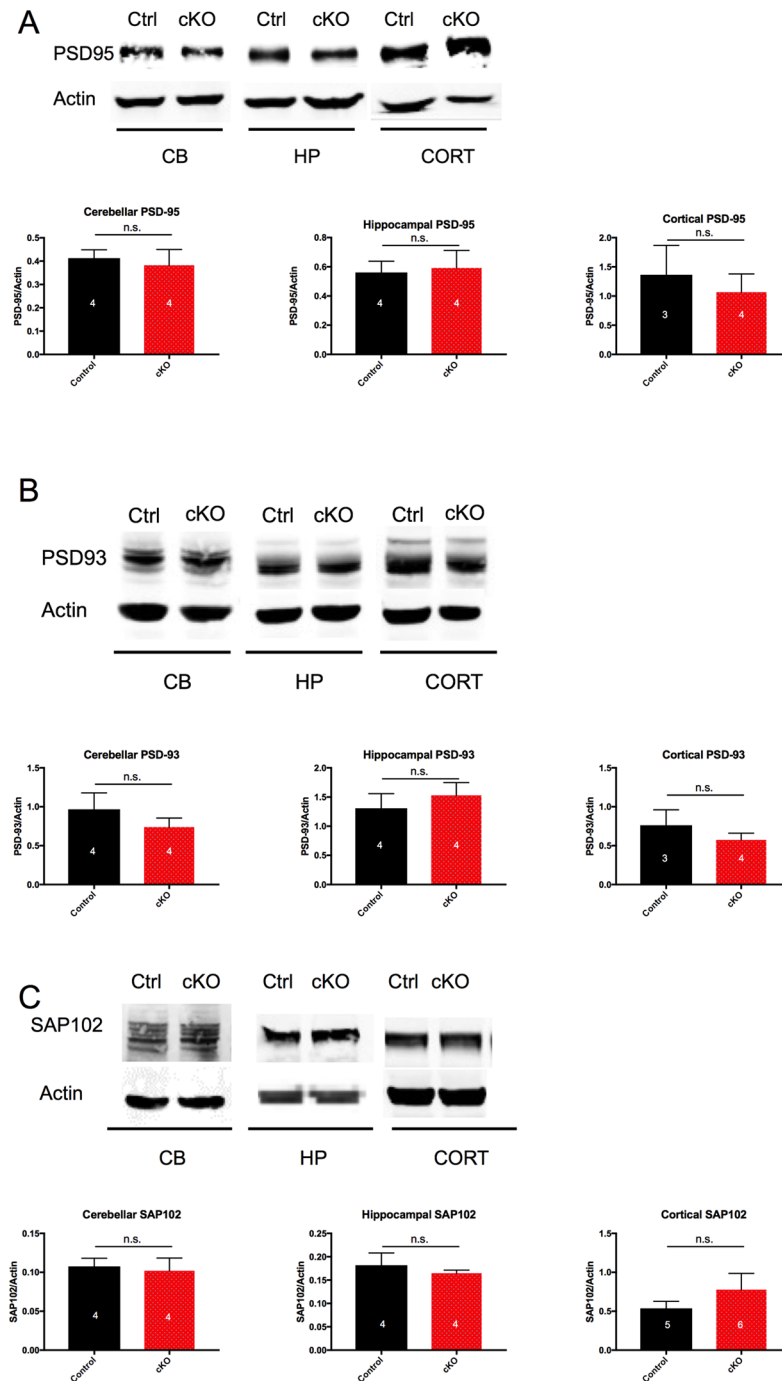 A
Ctrl cKO Ctrl cKO Ctrl cKO
PSD95
Actin
CB HP CORT
Cerebellar PSD-95
n.s.
PSD-95/Actin
0.5
0.4
0.3
0.2
0.1
0.0
4 4
Control cKO
Hippocampal PSD-95
n.s.
PSD-95/Actin
0.8
0.6
0.4
0.2
0.0
4 4
Control cKO
Cortical PSD-95
n.s.
PSD-95/Actin
2.0
1.5
1.0
0.5
0.0
3 4
Control cKO
B
Ctrl cKO Ctrl cKO Ctrl cKO
PSD93
Actin
CB HP CORT
Cerebellar PSD-93
n.s.
PSD-93/Actin
1.5
1.0
0.5
0.0
4 4
Control cKO
Hippocampal PSD-93
n.s.
PSD-93/Actin
2.0
1.5
1.0
0.5
0.0
4 4
Control cKO
Cortical PSD-93
n.s.
PSD-93/Actin
1.5
1.0
0.5
0.0
3 4
Control cKO
C
Ctrl cKO Ctrl cKO Ctrl cKO
SAP102
Actin
CB HP CORT
Cerebellar SAP102
n.s.
SAP102/Actin
0.15
0.10
0.05
0.00
4 4
Control cKO
Hippocampal SAP102
n.s.
SAP102/Actin
0.25
0.20
0.15
0.10
0.05
0.00
4 4
Control cKO
Cortical SAP102
n.s.
SAP102/Actin
1.5
1.0
0.5
0.0
5 6
Control cKO